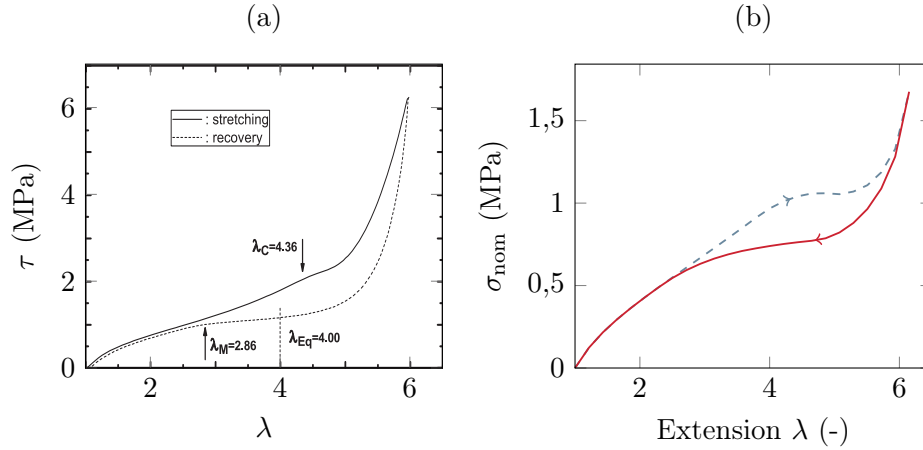 (a)
6
4
2
0
2
4
6
τ (MPa)
λ
: stretching
: recovery
λC=4.36
λM=2.86
λEq=4.00
(b)
1,5
1
0,5
0
2
4
6
σnom (MPa)
Extension λ (-)